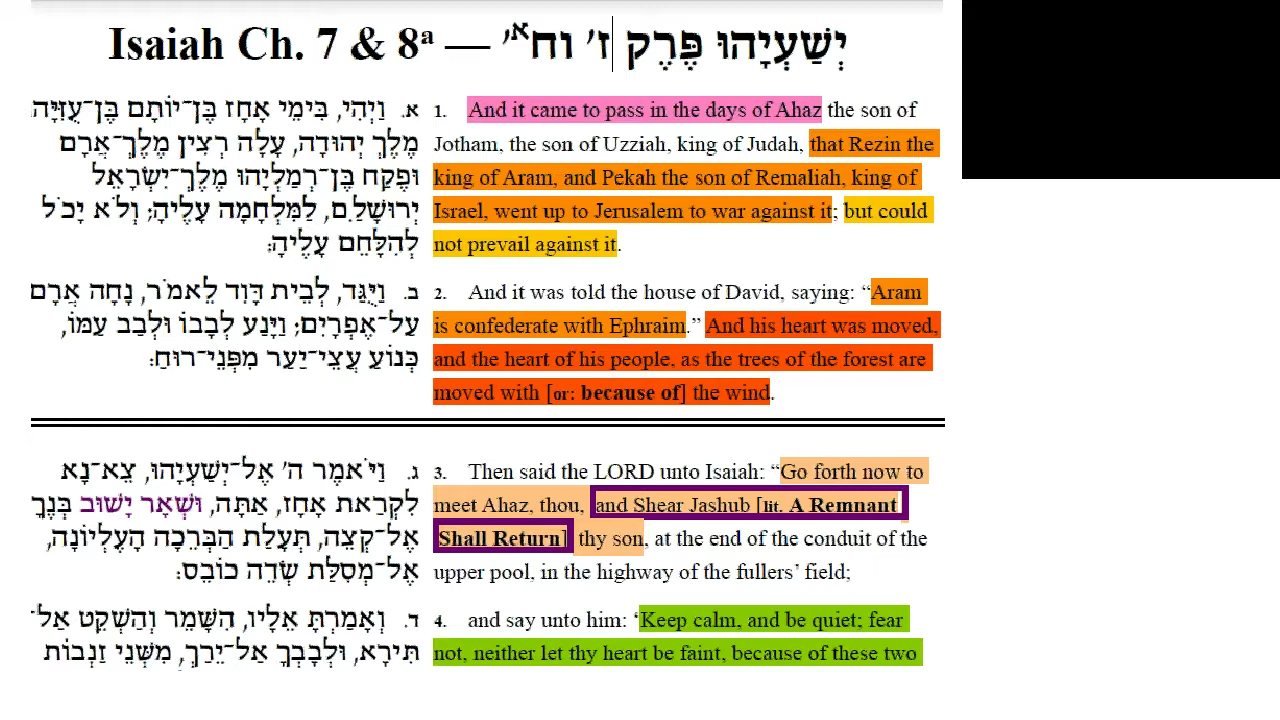 Isaiah Ch. 7 & 8ᵃ — יְשַׁעְיָהוּ פֶּרֶק ז׳ וחא׳
א. וַיְהִי, בִּימֵי אָחָז בֶּן־יוֹתָם בֶּן־עֻזִּיָּה
מֶלֶךְ יְהוּדָה, עָלָה רְצִין מֶלֶךְ־אֲרָם
וּפֶקַח בֶּן־רְמַלְיָהוּ מֶלֶךְ־יִשְׂרָאֵל
יְרוּשָׁלִַם, לַמִּלְחָמָה עָלֶיהָ; וְלֹא יָכֹל
לְהִלָּחֵם עָלֶיהָ׃
1. And it came to pass in the days of Ahaz the son of
Jotham, the son of Uzziah, king of Judah, that Rezin the
king of Aram, and Pekah the son of Remaliah, king of
Israel, went up to Jerusalem to war against it; but could
not prevail against it.
ב. וַיֻּגַּד, לְבֵית דָּוִד לֵאמֹר, נָחָה אֲרָם
עַל־אֶפְרָיִם; וַיָּנַע לְבָבוֹ וּלְבַב עַמּוֹ,
כְּנוֹעַ עֲצֵי־יַעַר מִפְּנֵי־רוּחַ׃
2. And it was told the house of David, saying: “Aram
is confederate with Ephraim.” And his heart was moved,
and the heart of his people, as the trees of the forest are
moved with [or: because of] the wind.
ג. וַיֹּאמֶר ה׳ אֶל־יְשַׁעְיָהוּ, צֵא־נָא
לִקְרַאת אָחָז, אַתָּה, וּשְׁאָר יָשׁוּב בְּנֶךָ
אֶל־קְצֵה, תְּעָלַת הַבְּרֵכָה הָעֶלְיוֹנָה,
אֶל־מְסִלַּת שְׂדֵה כוֹבֵס׃
3. Then said the LORD unto Isaiah: “Go forth now to
meet Ahaz, thou, and Shear Jashub [lit. A Remnant
Shall Return] thy son, at the end of the conduit of the
upper pool, in the highway of the fullers’ field;
ד. וְאָמַרְתָּ אֵלָיו, הִשָּׁמֵר וְהַשְׁקֵט אַל־
תִּירָא, וּלְבָבְךָ אַל־יֵרַךְ, מִשְּׁנֵי זַנְבוֹת
4. and say unto him: ‘Keep calm, and be quiet; fear
not, neither let thy heart be faint, because of these two